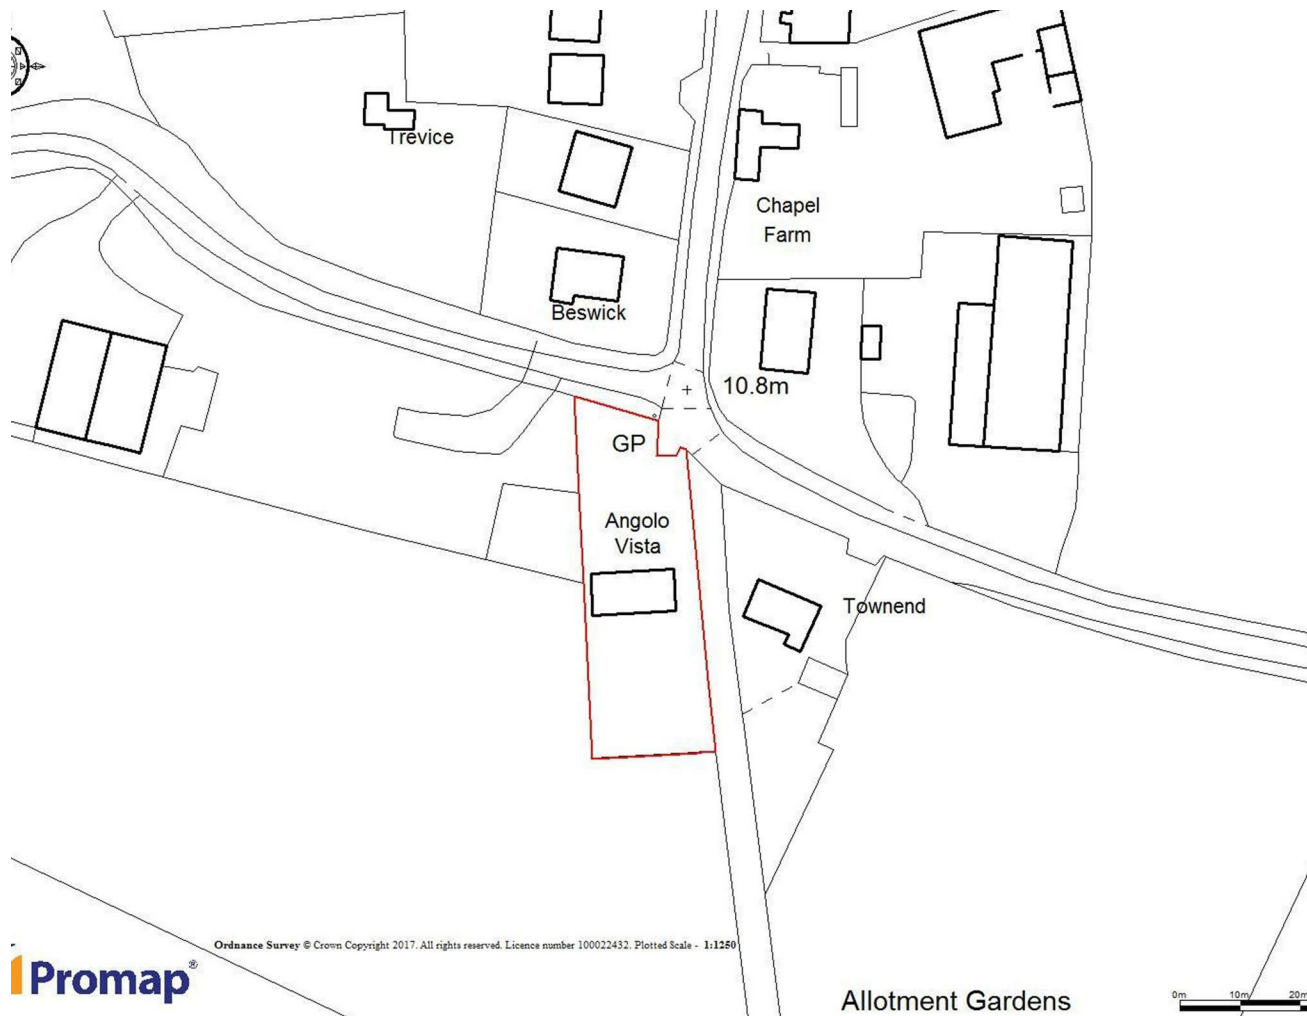 Trevice
Chapel
Farm
Beswick
10.8m
GP
Angolo
Vista
Townend
Ordnance Survey © Crown Copyright 2017. All rights reserved. Licence number 100022432. Plotted Scale - 1:1250
Promap®
Allotment Gardens
0m 10m 20m